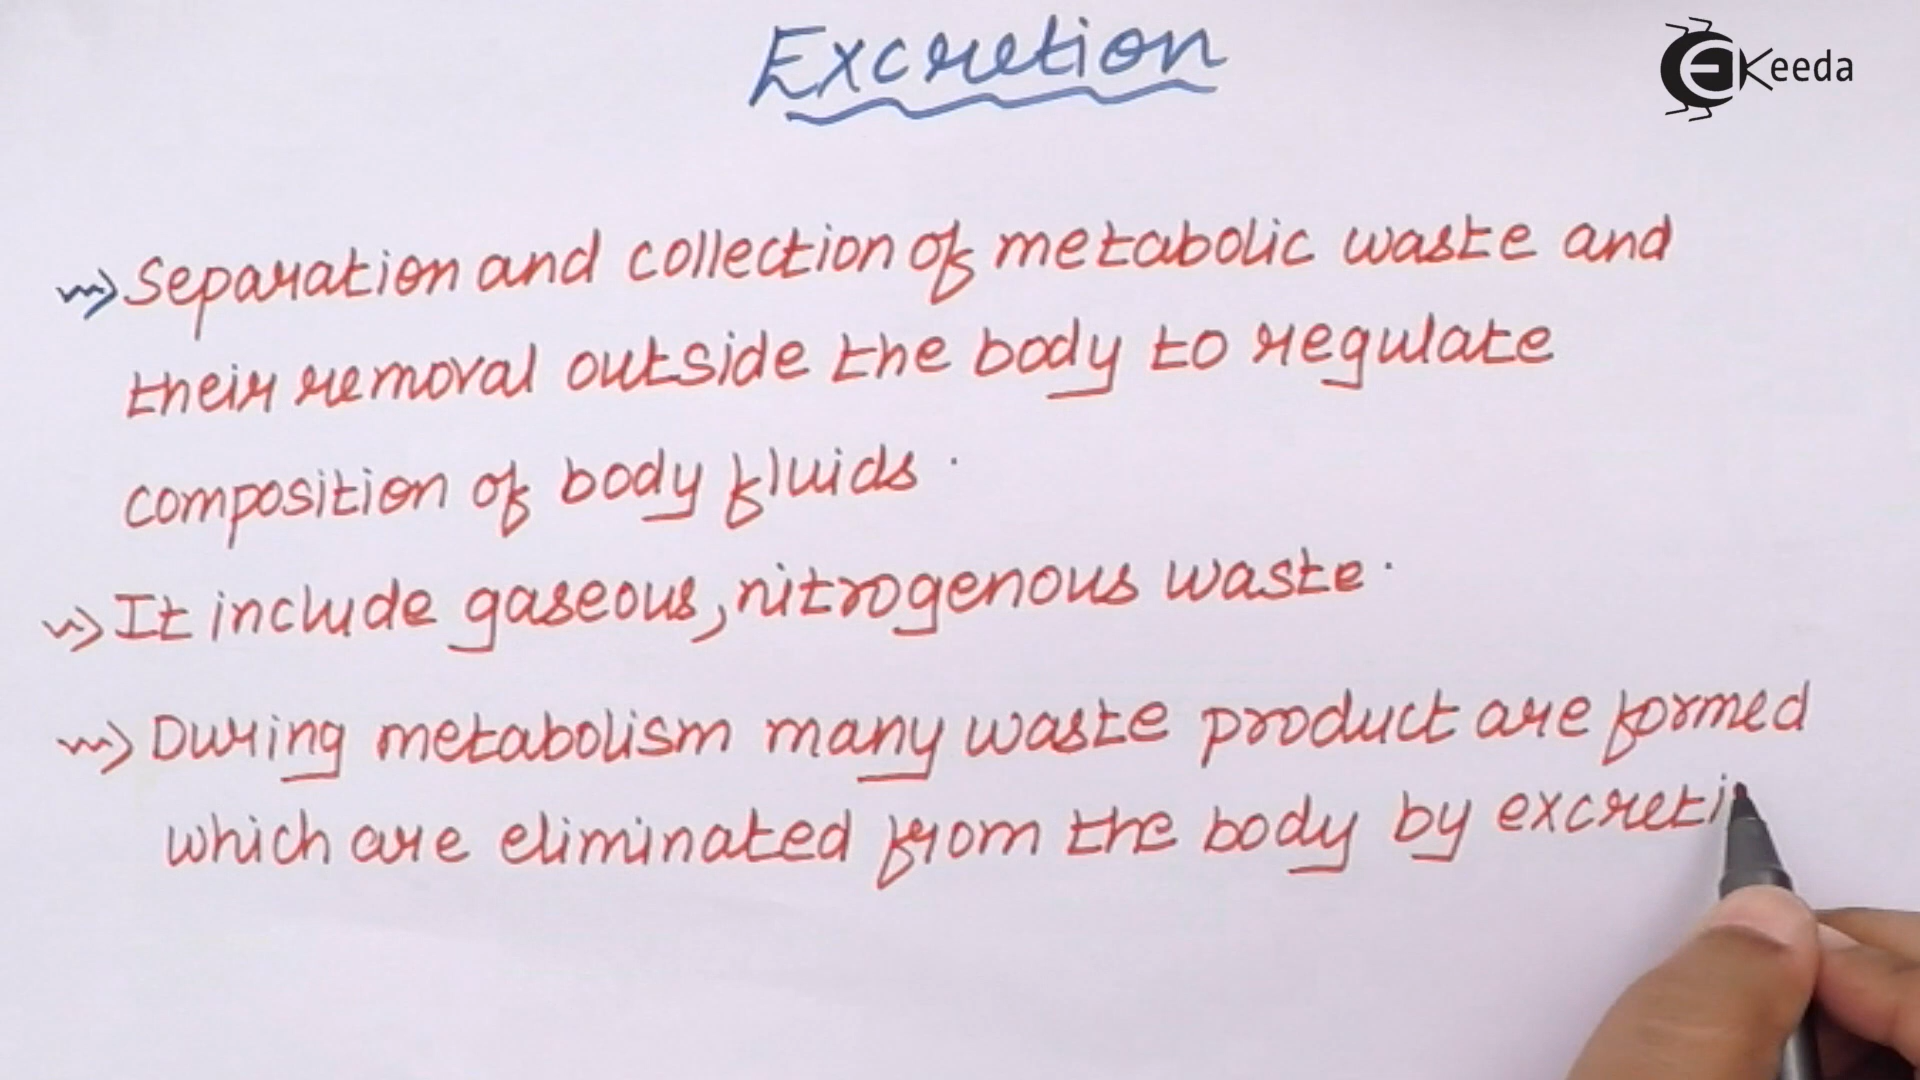 Excretion
EKeeda
Separation and collection of metabolic waste and
their removal outside the body to regulate
composition of body fluids.
It include gaseous, nitrogenous waste.
During metabolism many waste product are formed
which are eliminated from the body by excreti